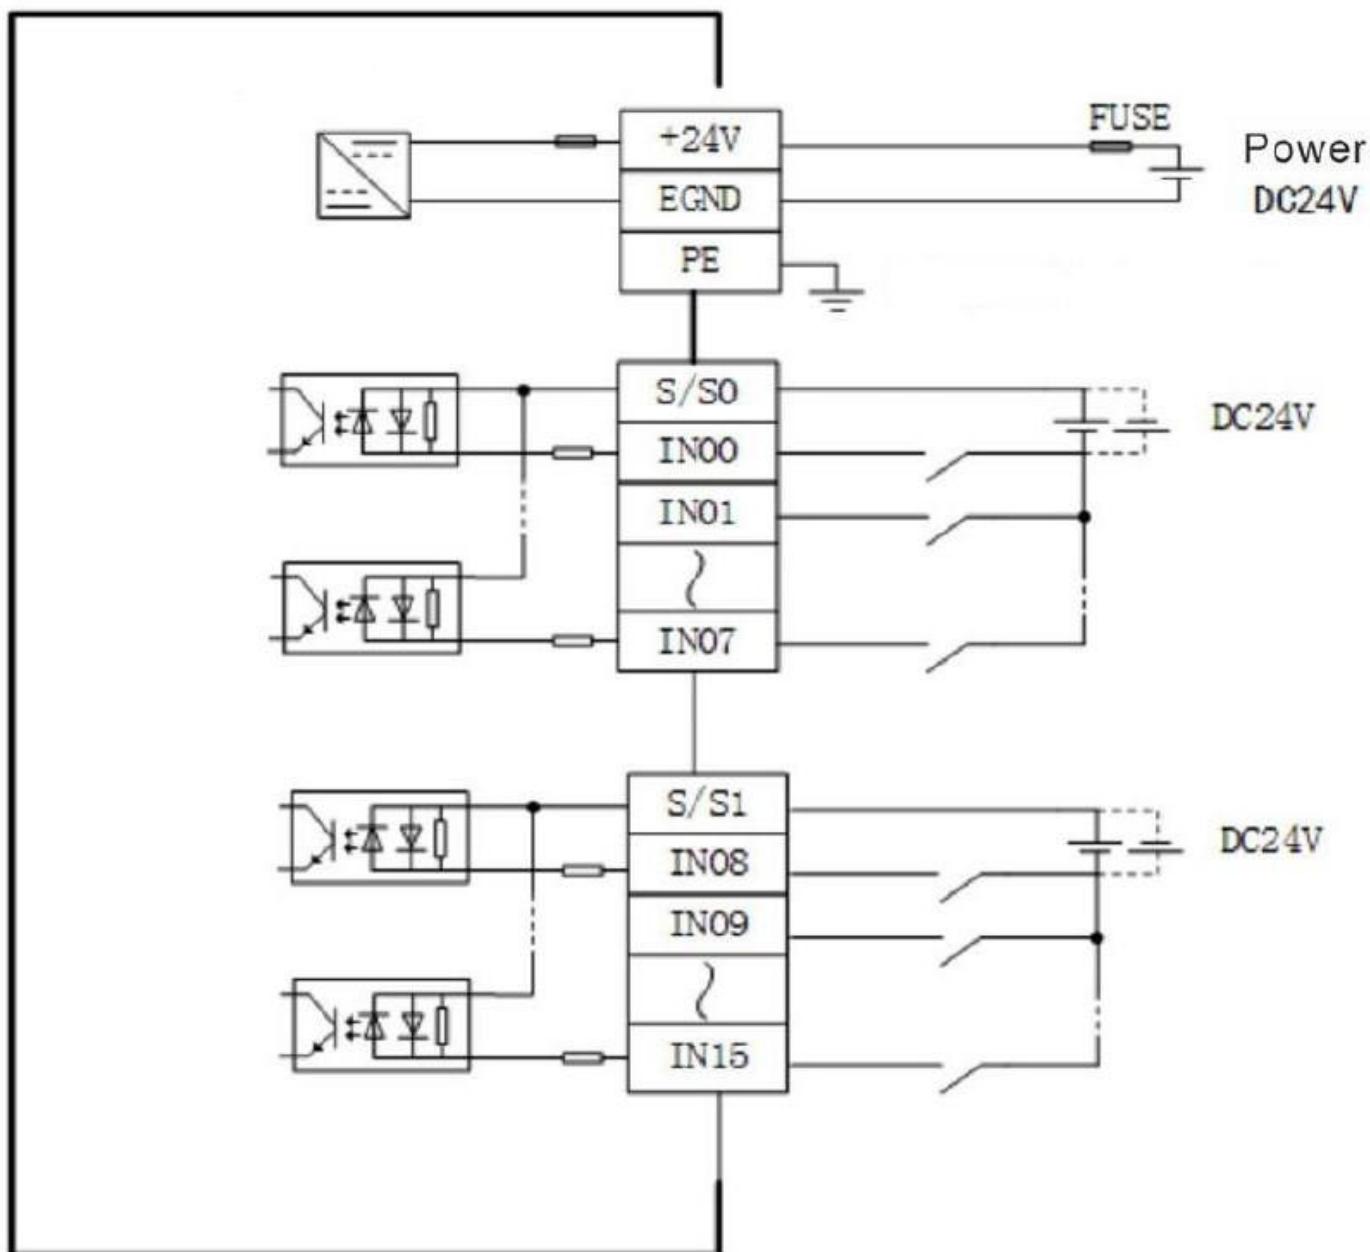 FUSE
+24V
Power
EGND
DC24V
PE
S/S0
DC24V
IN00
IN01
IN07
S/S1
DC24V
IN08
IN09
IN15